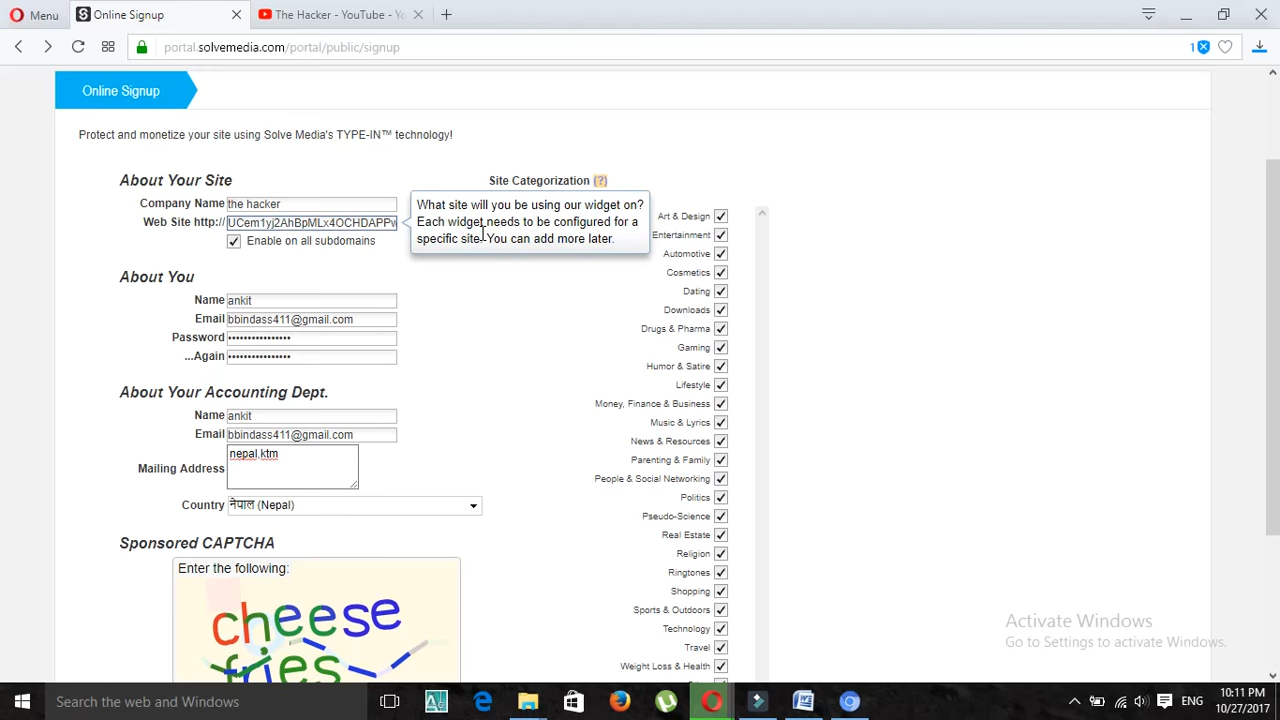 Menu
Online Signup
The Hacker - YouTube - Yo
portal.solvemedia.com/portal/public/signup
1
Online Signup
Protect and monetize your site using Solve Media's TYPE-IN™ technology!
About Your Site
Site Categorization (?)
Company Name the hacker
Web Site http:// UCem1yj2AhBpMLx4OCHDAPPw
Enable on all subdomains
What site will you be using our widget on?
Each widget needs to be configured for a
specific site. You can add more later.
About You
Name ankit
Email bbindass411@gmail.com
Password ••••••••••••••••
...Again ••••••••••••••••
About Your Accounting Dept.
Name ankit
Email bbindass411@gmail.com
Mailing Address nepal.ktm
Country नेपाल (Nepal)
Sponsored CAPTCHA
Enter the following:
cheese
fries
Art & Design
Entertainment
Automotive
Cosmetics
Dating
Downloads
Drugs & Pharma
Gaming
Humor & Satire
Lifestyle
Money, Finance & Business
Music & Lyrics
News & Resources
Parenting & Family
People & Social Networking
Politics
Pseudo-Science
Real Estate
Religion
Ringtones
Shopping
Sports & Outdoors
Technology
Travel
Weight Loss & Health
Activate Windows
Go to Settings to activate Windows.
Search the web and Windows
ENG
10:11 PM
10/27/2017